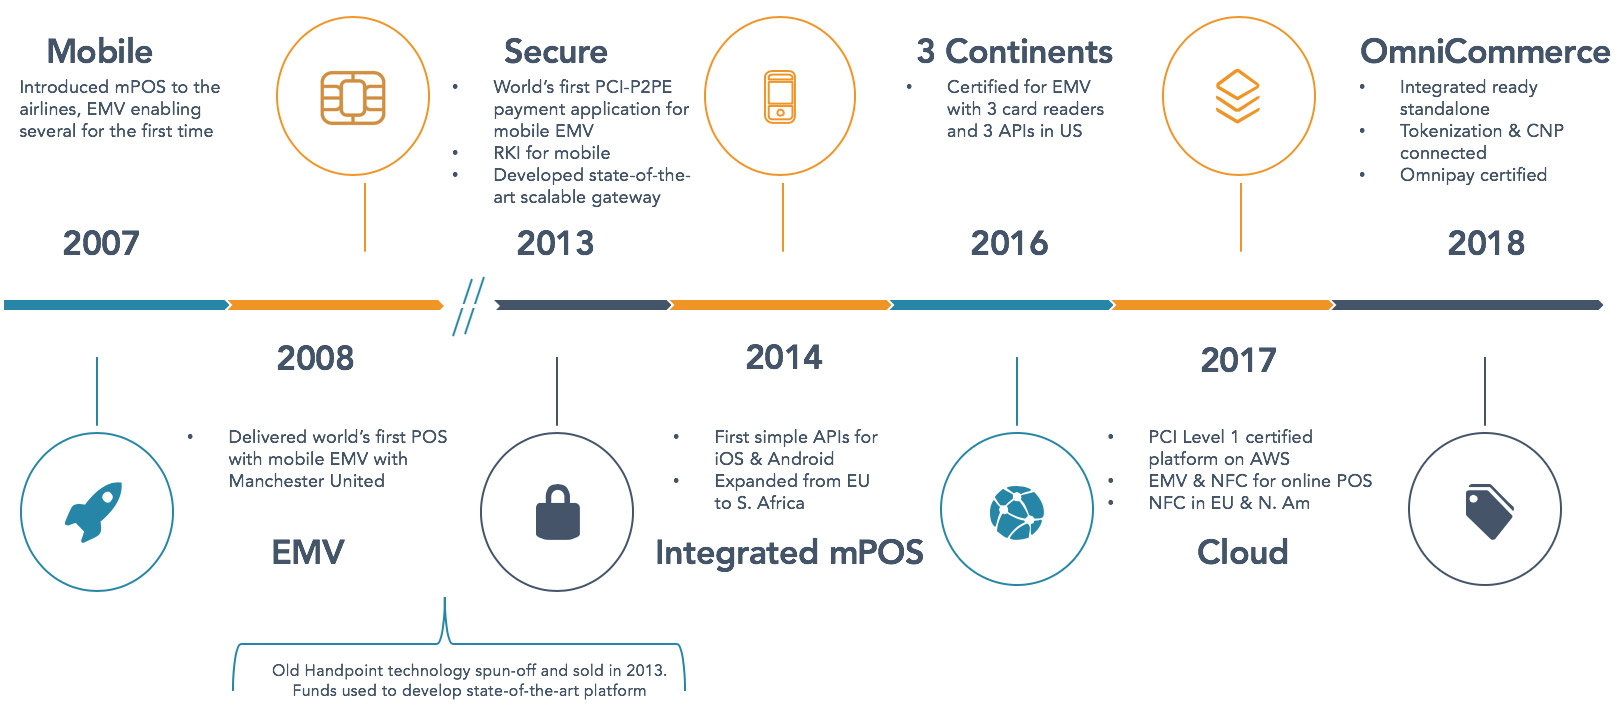 Mobile
Introduced mPOS to the
airlines, EMV enabling
several for the first time
2007
2008
• Delivered world's first POS
with mobile EMV with
Manchester United
EMV
Secure
• World's first PCI-P2PE
payment application for
mobile EMV
• RKI for mobile
• Developed state-of-the-
art scalable gateway
2013
2014
• First simple APIs for
iOS & Android
• Expanded from EU
to S. Africa
Integrated mPOS
3 Continents
• Certified for EMV
with 3 card readers
and 3 APIs in US
2016
2017
• PCI Level 1 certified
platform on AWS
• EMV & NFC for online POS
• NFC in EU & N. Am
Cloud
OmniCommerce
• Integrated ready
standalone
• Tokenization & CNP
connected
• Omnipay certified
2018
Old Handpoint technology spun-off and sold in 2013.
Funds used to develop state-of-the-art platform